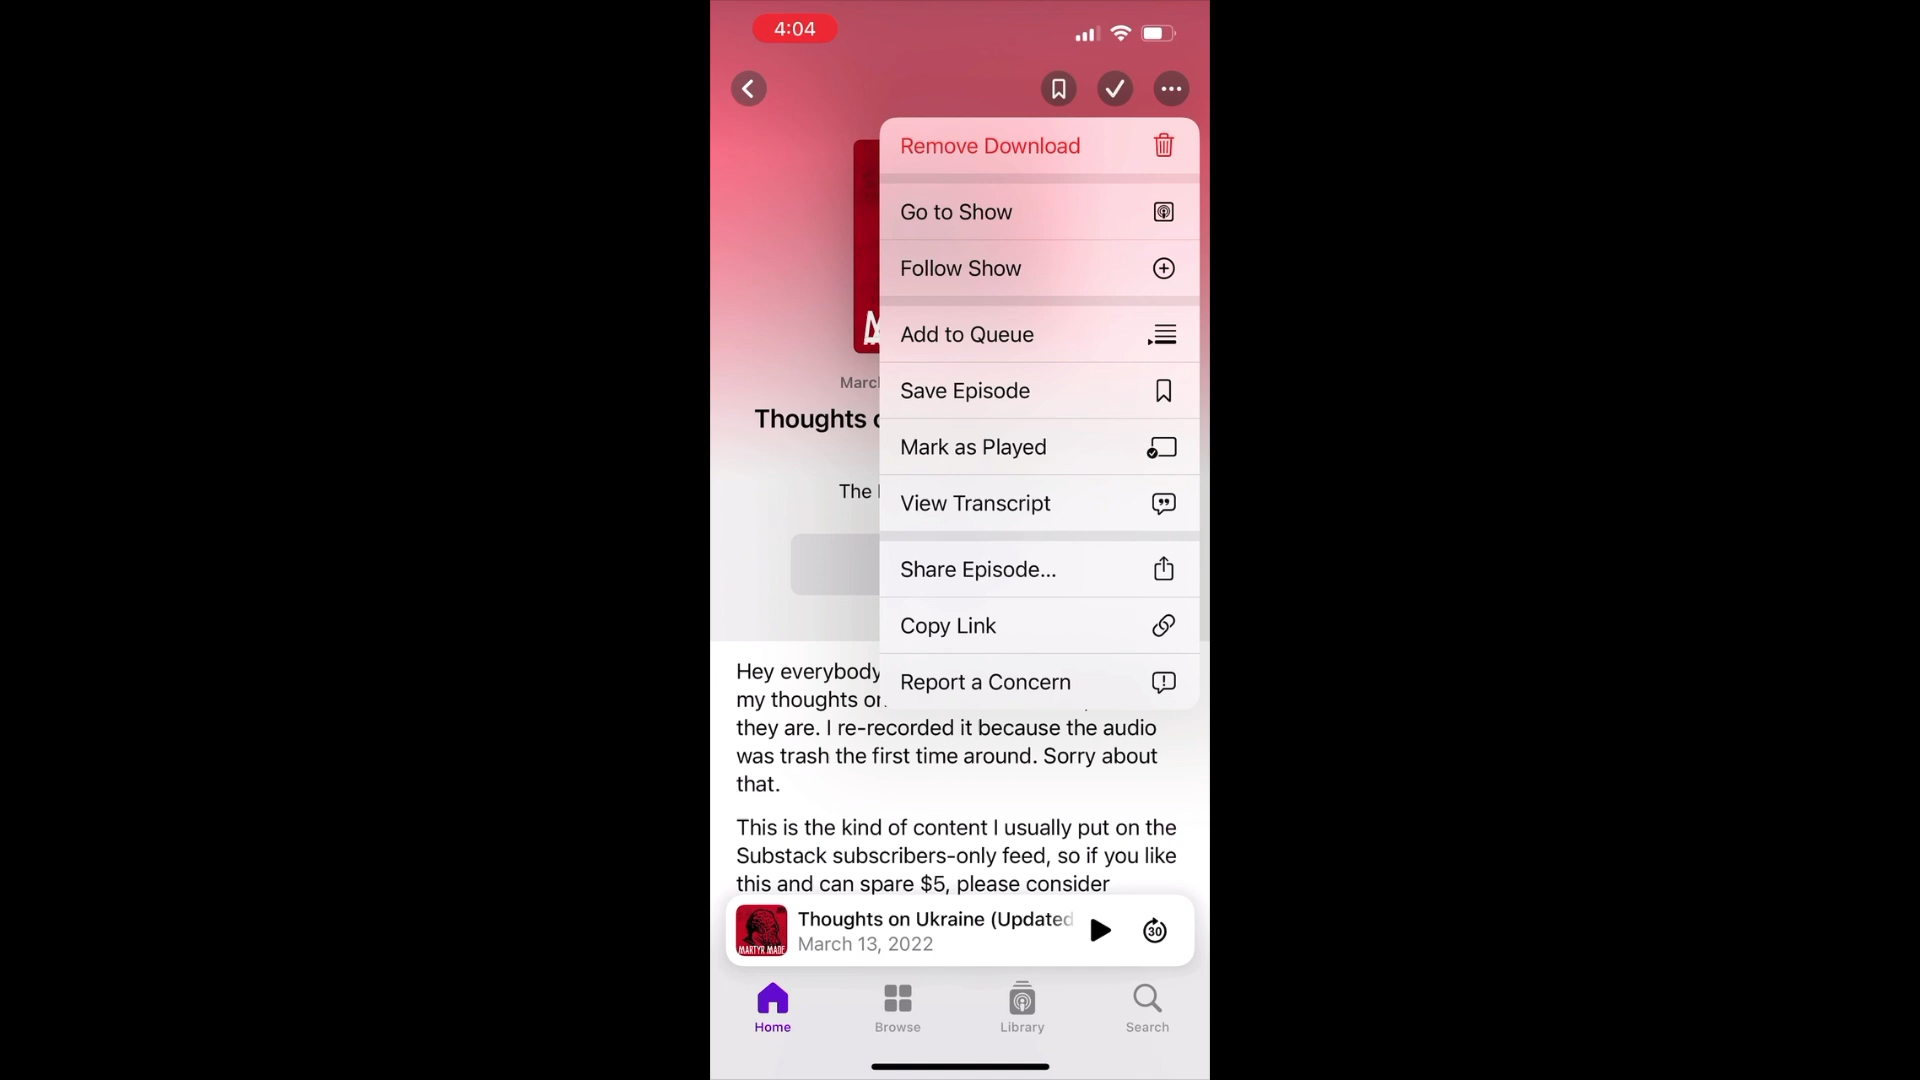 4:04
Remove Download
Go to Show
Follow Show
Add to Queue
Save Episode
Mark as Played
View Transcript
Share Episode...
Copy Link
Report a Concern
Thoughts
The
Hey everybody
my thoughts
they are. I re-recorded it because the audio
was trash the first time around. Sorry about
that.
This is the kind of content I usually put on the
Substack subscribers-only feed, so if you like
this and can spare $5, please consider
Thoughts on Ukraine (Updated
March 13, 2022
MARTYR MADE
30
Home
Browse
Library
Search